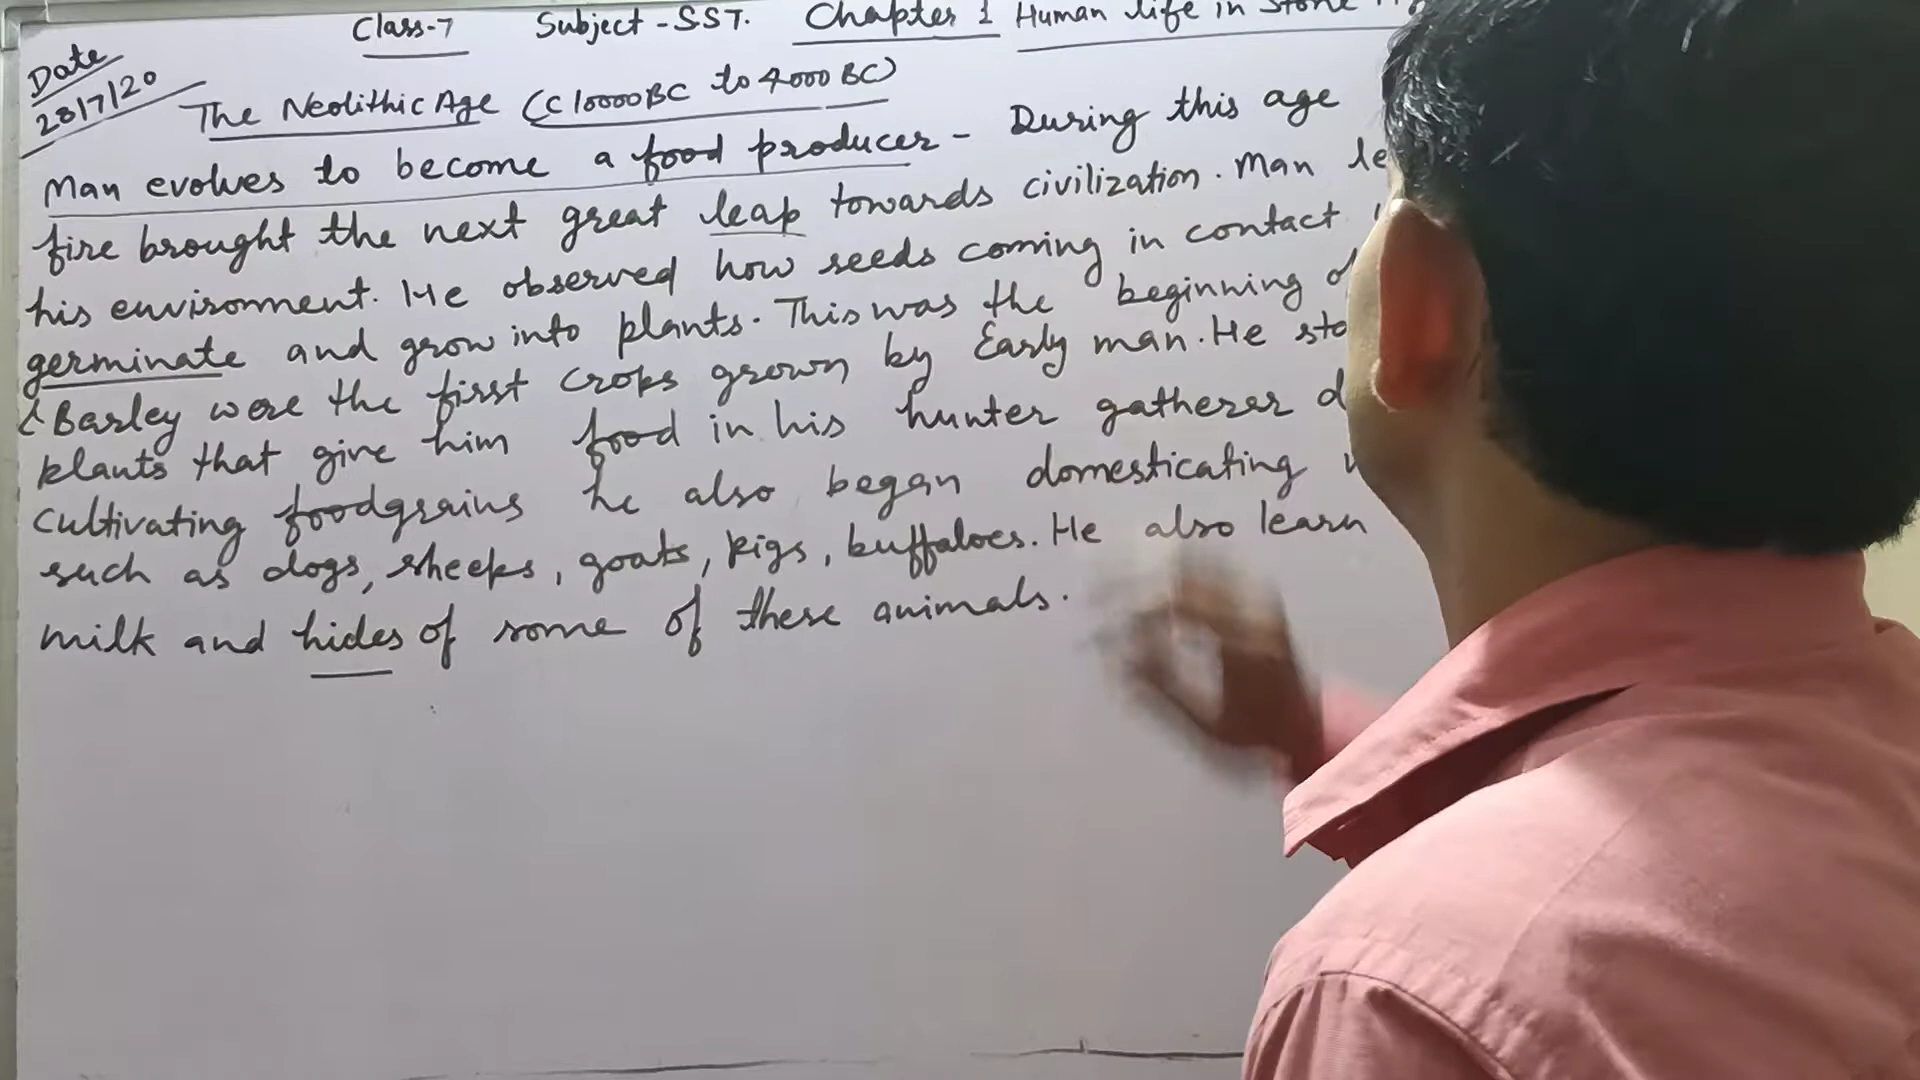 Class-7 Subject - S.S.T. Chapter 1 Human life in Stone
Date
28/7/20
The Neolithic Age (C 10000 BC to 4000 BC)
Man evolves to become a food producer - During this age
fire brought the next great leap towards civilization. Man
his environment. He observed how seeds coming in contact
germinate and grow into plants. This was the beginning
& Barley were the first crops grown by Early man. He
plants that give him food in his hunter gatherer
cultivating foodgrains he also began domesticating
such as dogs, sheeps, goats, pigs, buffaloes. He also learn
milk and hides of some of these animals.